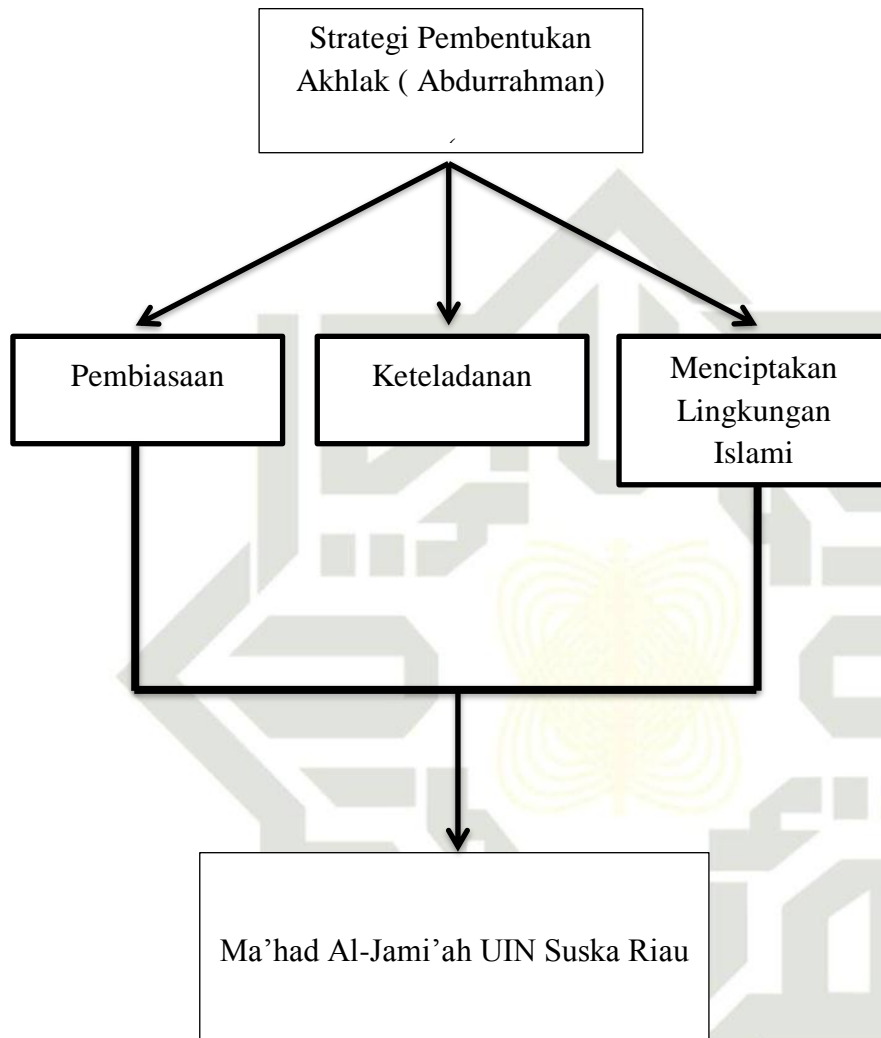 Strategi Pembentukan
Akhlak ( Abdurrahman)
Pembiasaan
Keteladanan
Menciptakan
Lingkungan
Islami
Ma’had Al-Jami’ah UIN Suska Riau